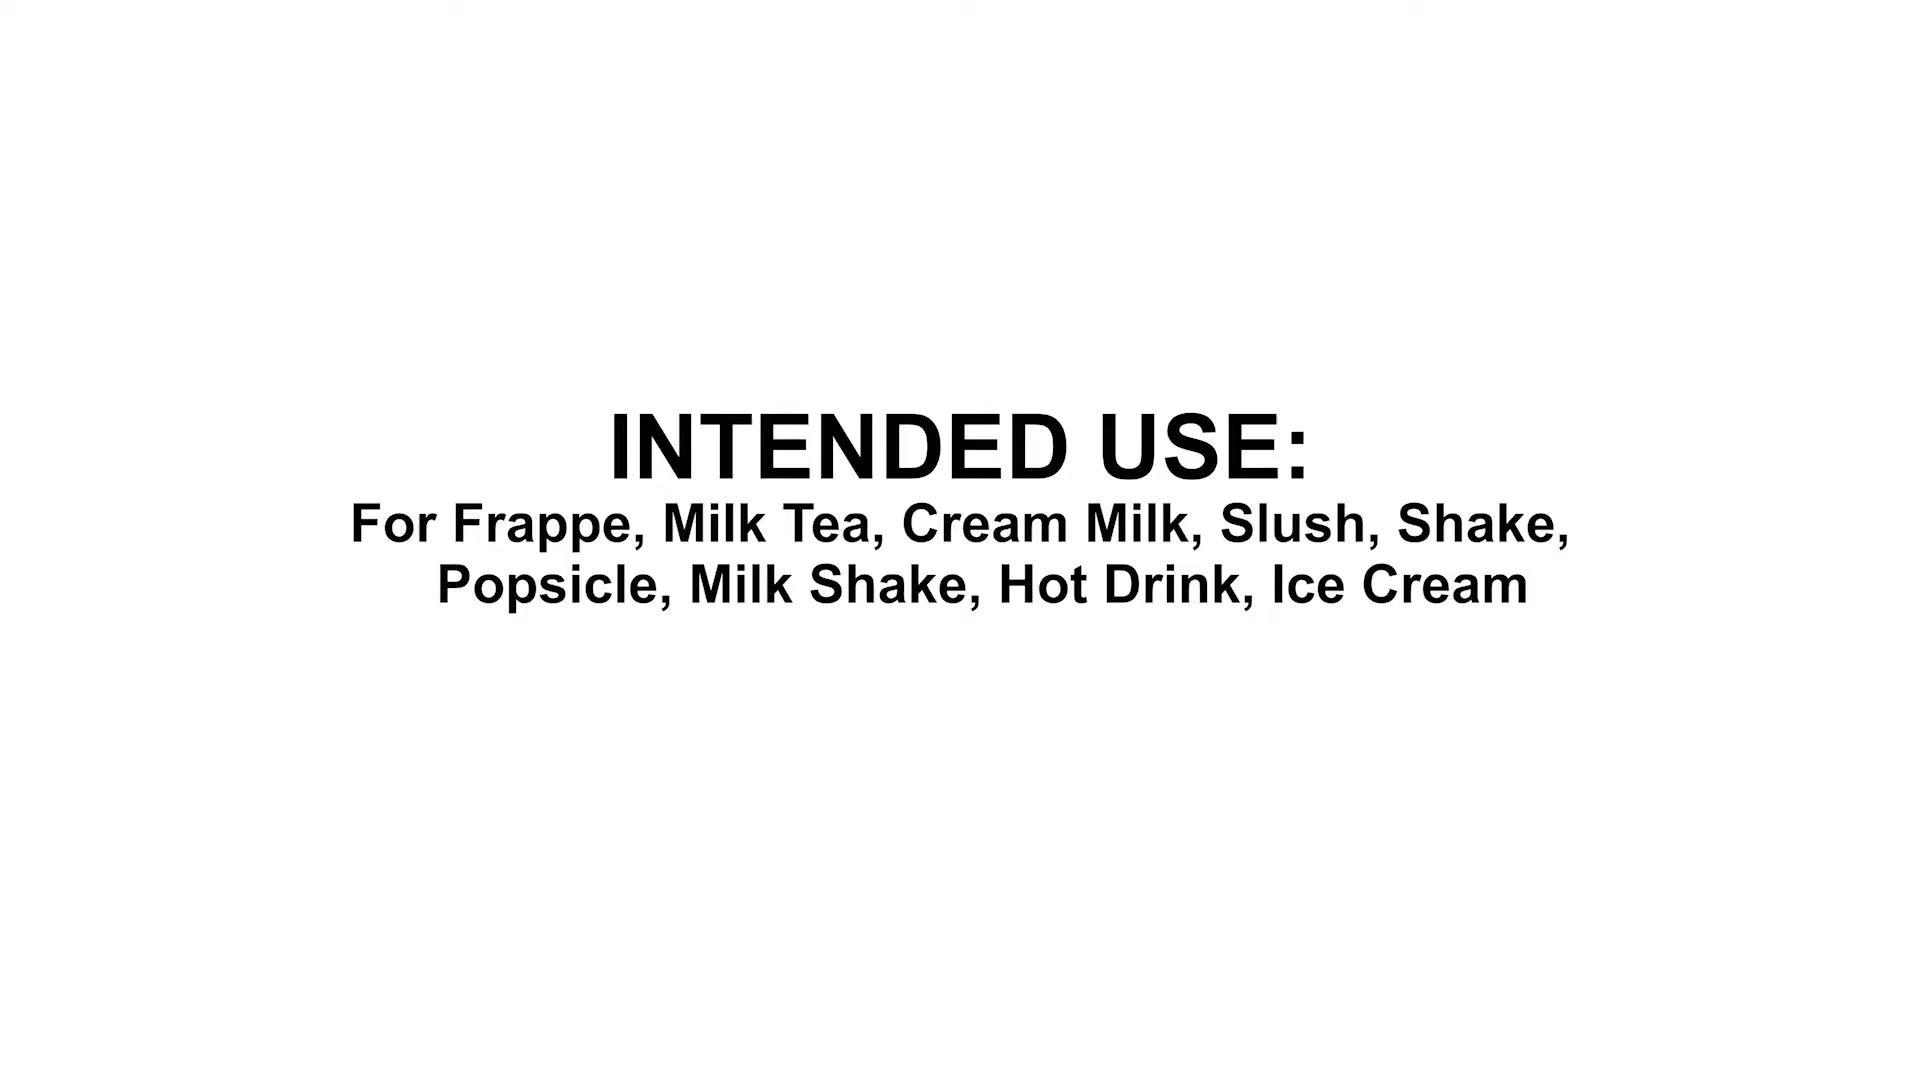 INTENDED USE:
For Frappe, Milk Tea, Cream Milk, Slush, Shake,
Popsicle, Milk Shake, Hot Drink, Ice Cream